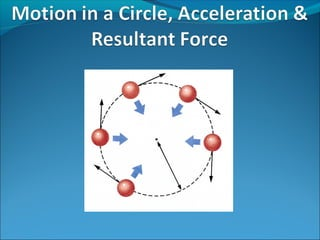 Motion in a Circle, Acceleration &
Resultant Force